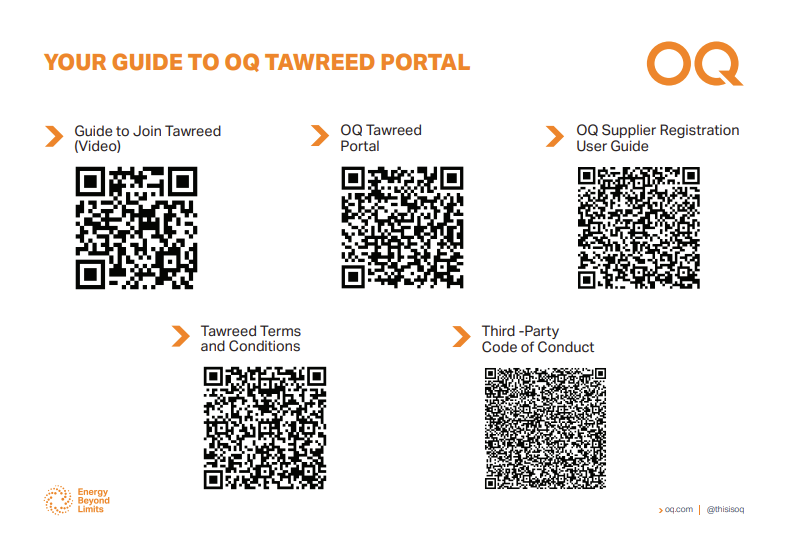 YOUR GUIDE TO OQ TAWREED PORTAL
OQ
Guide to Join Tawreed
(Video)
OQ Tawreed
Portal
OQ Supplier Registration
User Guide
Tawreed Terms
and Conditions
Third -Party
Code of Conduct
Energy
Beyond
Limits
oq.com | @thisisoq